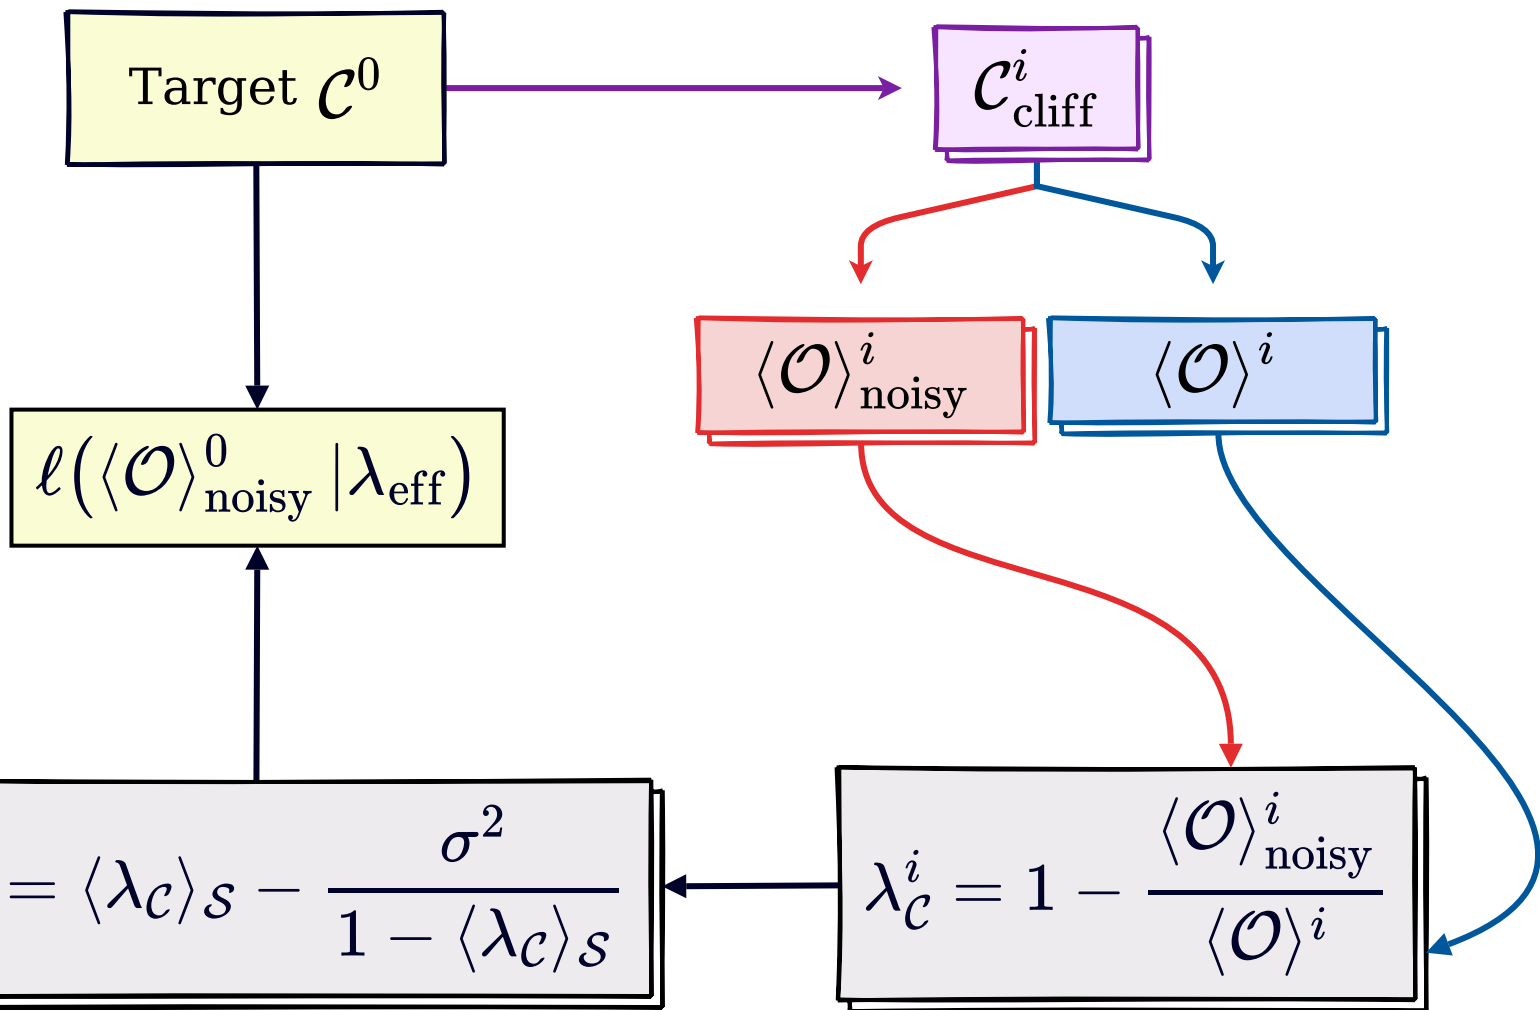 Target 𝒞⁰
𝒞ⁱ_cliff
⟨𝒪⟩ⁱ_noisy
⟨𝒪⟩ⁱ
ℓ(⟨𝒪⟩⁰_noisy |λ_eff)
= ⟨λ_𝒞⟩_𝒮 − σ² / (1 − ⟨λ_𝒞⟩_𝒮)
λⁱ_𝒞 = 1 − ⟨𝒪⟩ⁱ_noisy / ⟨𝒪⟩ⁱ